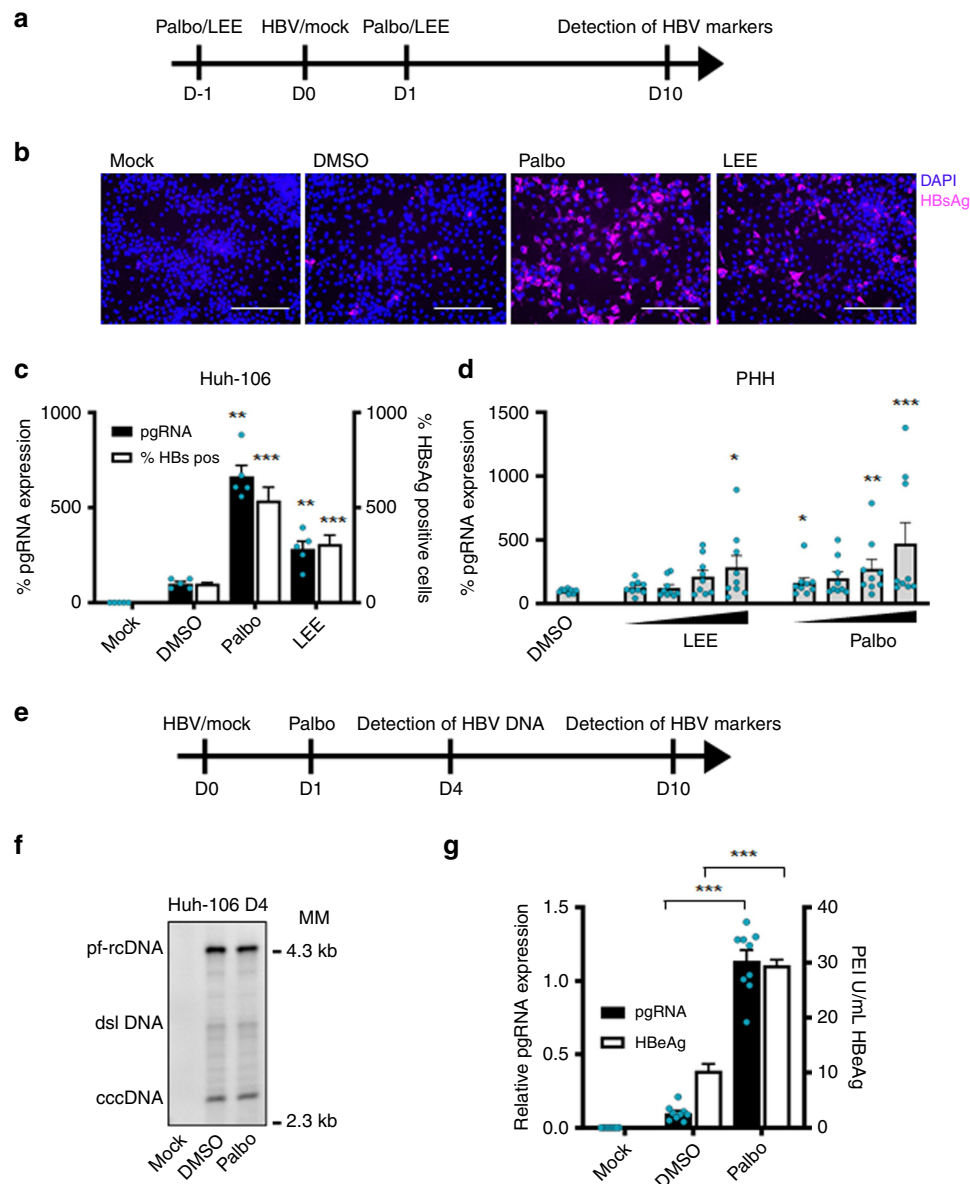 a
Palbo/LEE HBV/mock Palbo/LEE Detection of HBV markers
D-1 D0 D1 D10
b
Mock DMSO Palbo LEE
DAPI
HBsAg
c
Huh-106
% pgRNA expression
1000
500
0
pgRNA
% HBs pos
** *** ** ***
1000
500
0
% HBsAg positive cells
Mock DMSO Palbo LEE
d
PHH
% pgRNA expression
1500
1000
500
0
* * ** ***
DMSO LEE Palbo
e
HBV/mock Palbo Detection of HBV DNA Detection of HBV markers
D0 D1 D4 D10
f
Huh-106 D4 MM
pf-rcDNA 4.3 kb
dsl DNA
cccDNA
2.3 kb
Mock DMSO Palbo
g
***
***
Relative pgRNA expression
1.5
1.0
0.5
0.0
pgRNA
HBeAg
40
30
20
10
0
PEI U/mL HBeAg
Mock DMSO Palbo